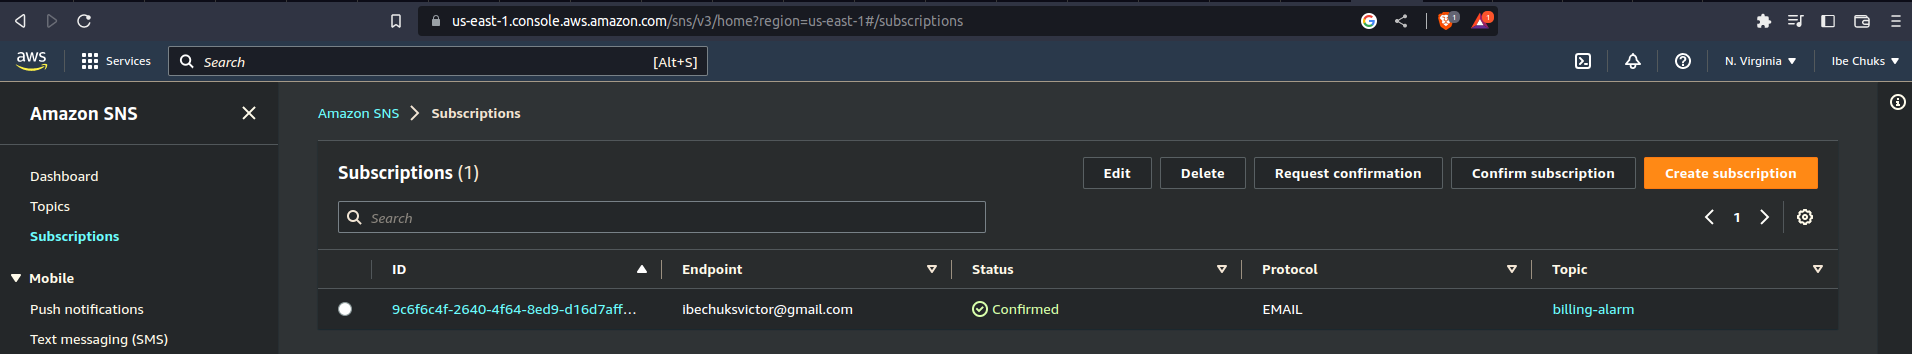 us-east-1.console.aws.amazon.com/sns/v3/home?region=us-east-1#/subscriptions
1
1
aws
Services
Search
[Alt+S]
N. Virginia
Ibe Chuks
Amazon SNS
Amazon SNS
Subscriptions
Dashboard
Topics
Subscriptions
Mobile
Push notifications
Text messaging (SMS)
Subscriptions (1)
Edit
Delete
Request confirmation
Confirm subscription
Create subscription
Search
1
ID
Endpoint
Status
Protocol
Topic
9c6f6c4f-2640-4f64-8ed9-d16d7aff...
ibechuksvictor@gmail.com
Confirmed
EMAIL
billing-alarm